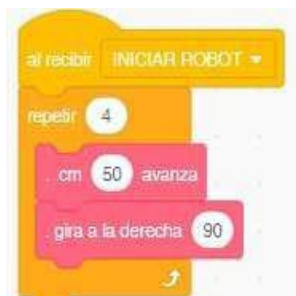 al recibir INICIAR ROBOT
repetir 4
. cm 50 avanza
. gira a la derecha 90